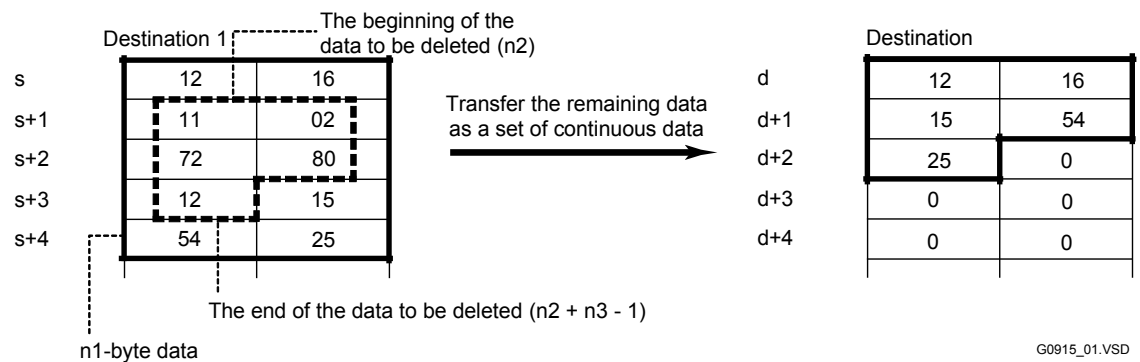 The beginning of the
data to be deleted (n2)
Destination 1
Destination
s 12 16
s+1 11 02
s+2 72 80
s+3 12 15
s+4 54 25
Transfer the remaining data
as a set of continuous data
d 12 16
d+1 15 54
d+2 25 0
d+3 0 0
d+4 0 0
The end of the data to be deleted (n2 + n3 - 1)
n1-byte data
G0915_01.VSD